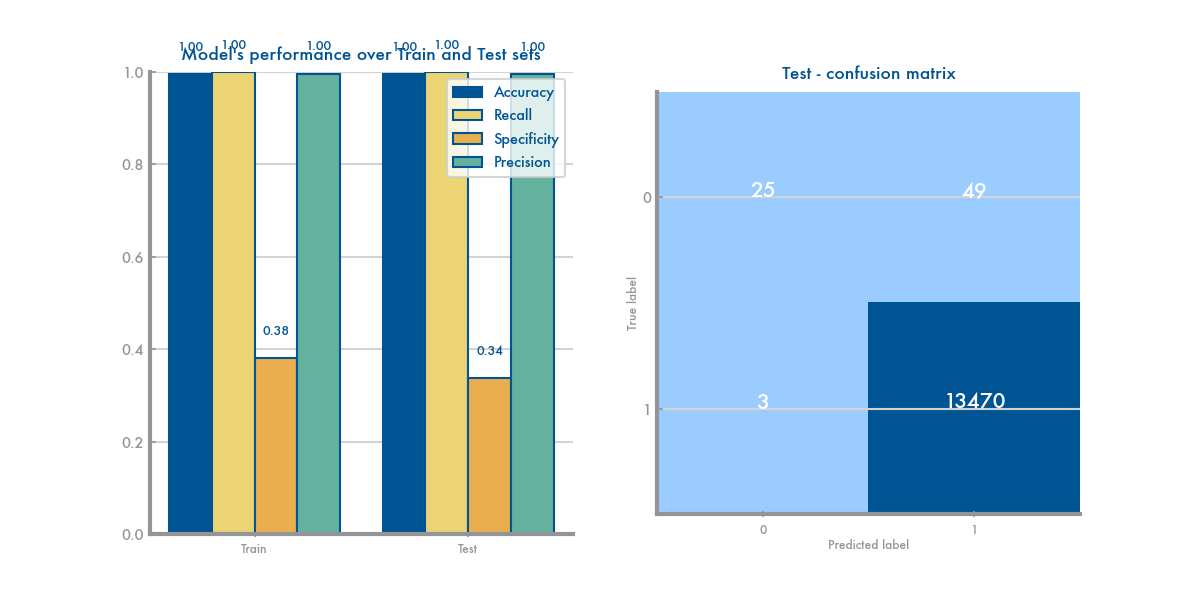 1.00 1.00 1.00 1.00 1.00 1.00
Model's performance over Train and Test sets
1.0
0.8
0.6
0.4
0.2
0.0
0.38
0.34
Accuracy
Recall
Specificity
Precision
Train Test
Test - confusion matrix
True label
0
1
25 49
3 13470
0 1
Predicted label